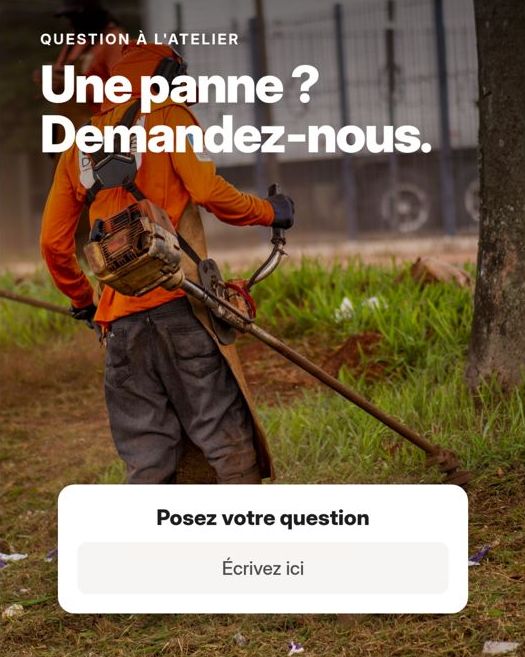 QUESTION À L'ATELIER
Une panne ?
Demandez-nous.
Posez votre question
Écrivez ici